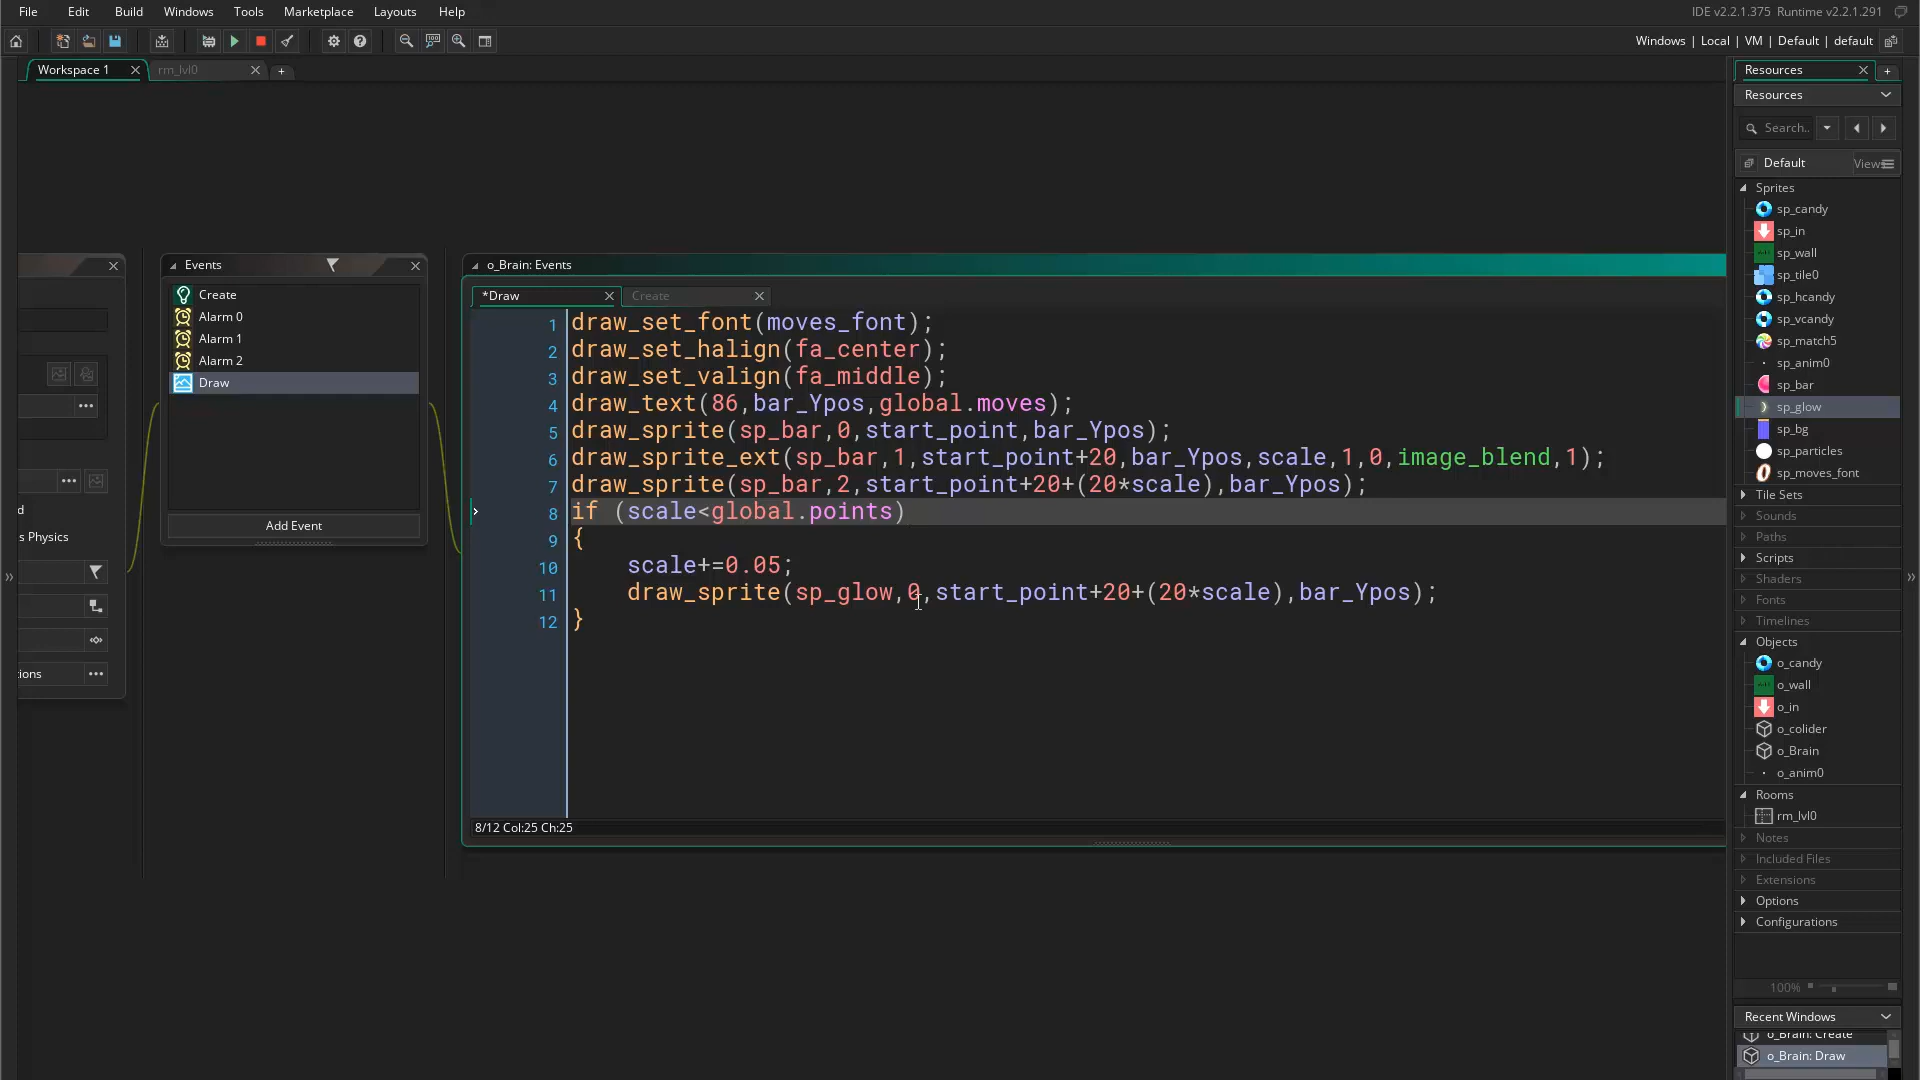 File Edit Build Windows Tools Marketplace Layouts Help
IDE v2.2.1.375 Runtime v2.2.1.291
Windows | Local | VM | Default | default
Workspace 1
rm_lvl0
Events
Create
Alarm 0
Alarm 1
Alarm 2
Draw
Add Event
s Physics
o_Brain: Events
*Draw
Create
1 draw_set_font(moves_font);
2 draw_set_halign(fa_center);
3 draw_set_valign(fa_middle);
4 draw_text(86,bar_Ypos,global.moves);
5 draw_sprite(sp_bar,0,start_point,bar_Ypos);
6 draw_sprite_ext(sp_bar,1,start_point+20,bar_Ypos,scale,1,0,image_blend,1);
7 draw_sprite(sp_bar,2,start_point+20+(20*scale),bar_Ypos);
8 if (scale<global.points)
9 {
10 scale+=0.05;
11 draw_sprite(sp_glow,0,start_point+20+(20*scale),bar_Ypos);
12 }
8/12 Col:25 Ch:25
Resources
Resources
Search..
Default
View
Sprites
sp_candy
sp_in
sp_wall
sp_tile0
sp_hcandy
sp_vcandy
sp_match5
sp_anim0
sp_bar
sp_glow
sp_bg
sp_particles
sp_moves_font
Tile Sets
Sounds
Paths
Scripts
Shaders
Fonts
Timelines
Objects
o_candy
o_wall
o_in
o_colider
o_Brain
o_anim0
Rooms
rm_lvl0
Notes
Included Files
Extensions
Options
Configurations
100%
Recent Windows
o_Brain: Create
o_Brain: Draw